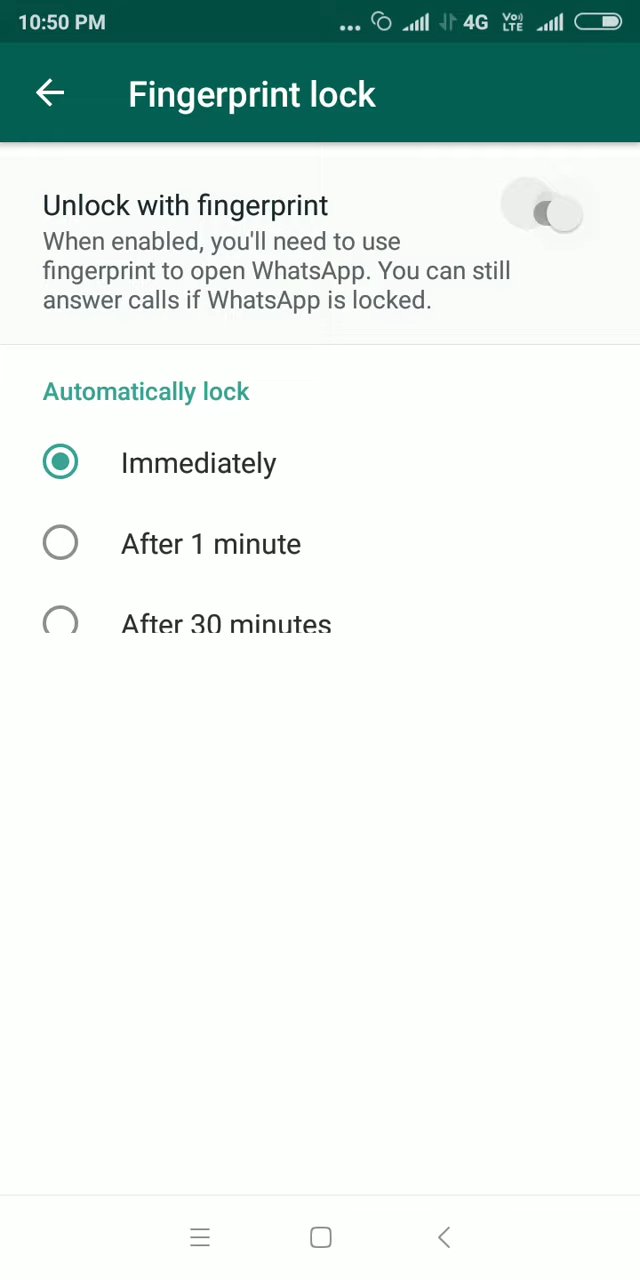 10:50 PM
... 4G Vo) LTE
Fingerprint lock
Unlock with fingerprint
When enabled, you'll need to use
fingerprint to open WhatsApp. You can still
answer calls if WhatsApp is locked.
Automatically lock
Immediately
After 1 minute
After 30 minutes